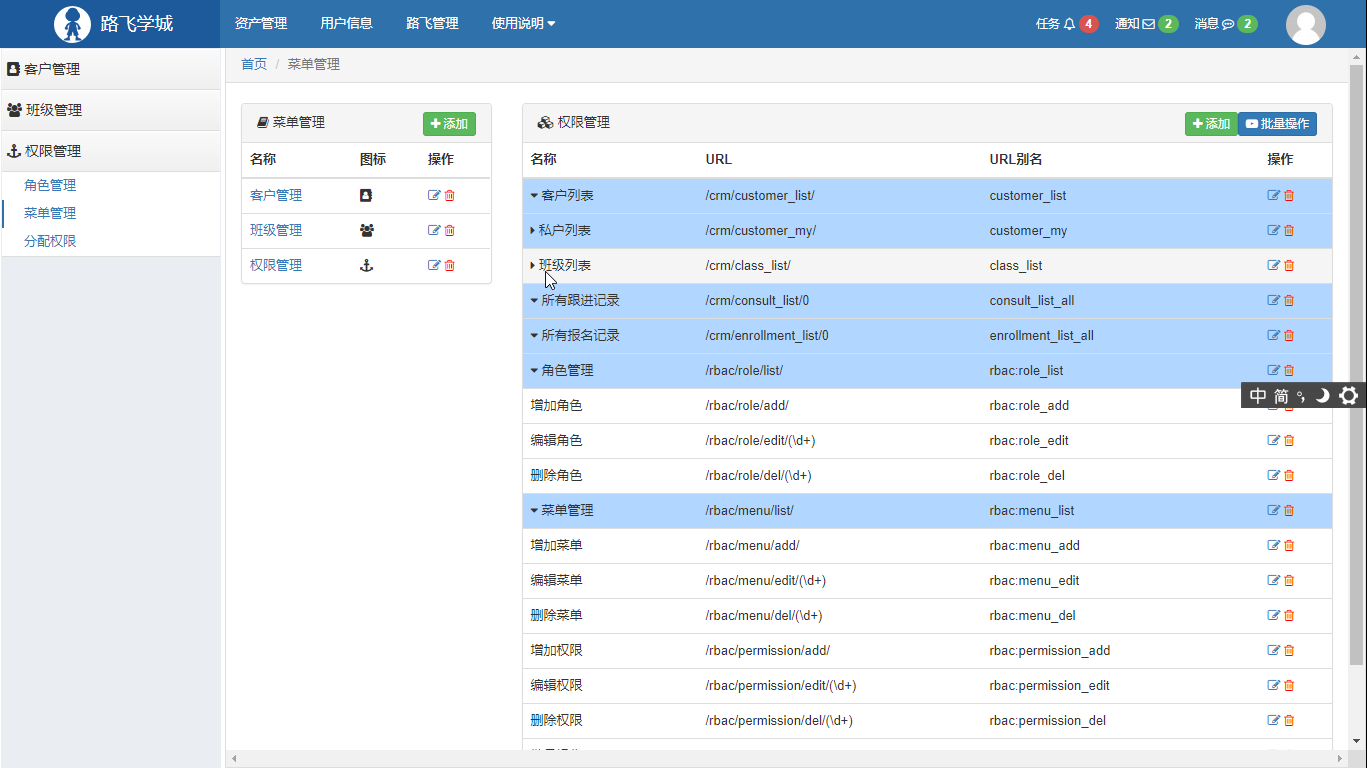 路飞学城 资产管理 用户信息 路飞管理 使用说明 任务 4 通知 2 消息 2
客户管理
班级管理
权限管理
角色管理
菜单管理
分配权限
首页 / 菜单管理
菜单管理 添加
名称 图标 操作
客户管理
班级管理
权限管理
权限管理 添加 批量操作
名称 URL URL别名 操作
客户列表 /crm/customer_list/ customer_list
私户列表 /crm/customer_my/ customer_my
班级列表 /crm/class_list/ class_list
所有跟进记录 /crm/consult_list/0 consult_list_all
所有报名记录 /crm/enrollment_list/0 enrollment_list_all
角色管理 /rbac/role/list/ rbac:role_list
增加角色 /rbac/role/add/ rbac:role_add
编辑角色 /rbac/role/edit/(\d+) rbac:role_edit
删除角色 /rbac/role/del/(\d+) rbac:role_del
菜单管理 /rbac/menu/list/ rbac:menu_list
增加菜单 /rbac/menu/add/ rbac:menu_add
编辑菜单 /rbac/menu/edit/(\d+) rbac:menu_edit
删除菜单 /rbac/menu/del/(\d+) rbac:menu_del
增加权限 /rbac/permission/add/ rbac:permission_add
编辑权限 /rbac/permission/edit/(\d+) rbac:permission_edit
删除权限 /rbac/permission/del/(\d+) rbac:permission_del
中 简 °,